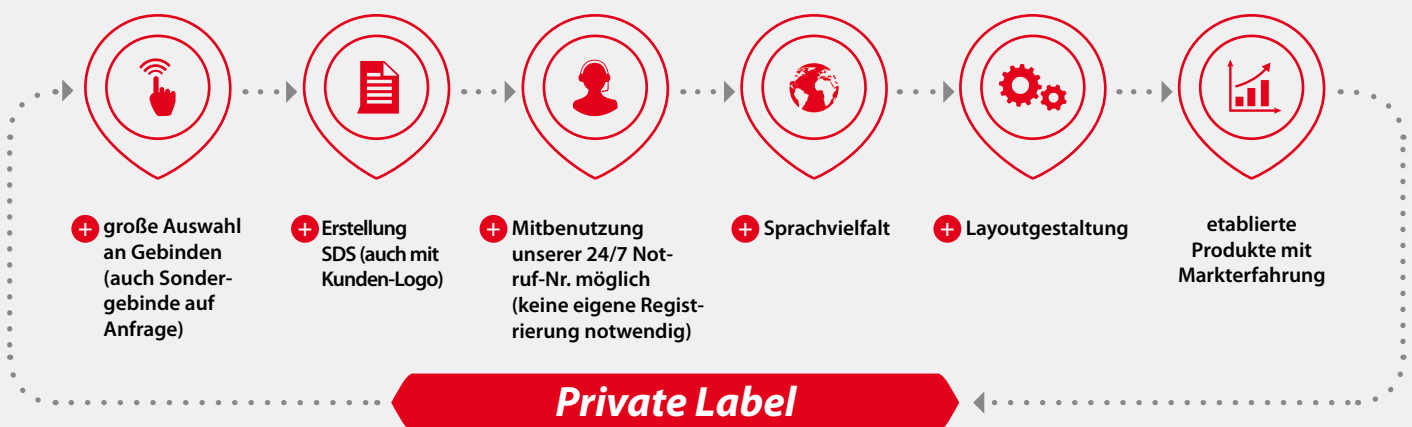 große Auswahl
an Gebinden
(auch Sonder-
gebinde auf
Anfrage)
Erstellung
SDS (auch mit
Kunden-Logo)
Mitbenutzung
unserer 24/7 Not-
ruf-Nr. möglich
(keine eigene Regist-
rierung notwendig)
Sprachvielfalt
Layoutgestaltung
etablierte
Produkte mit
Markterfahrung
Private Label